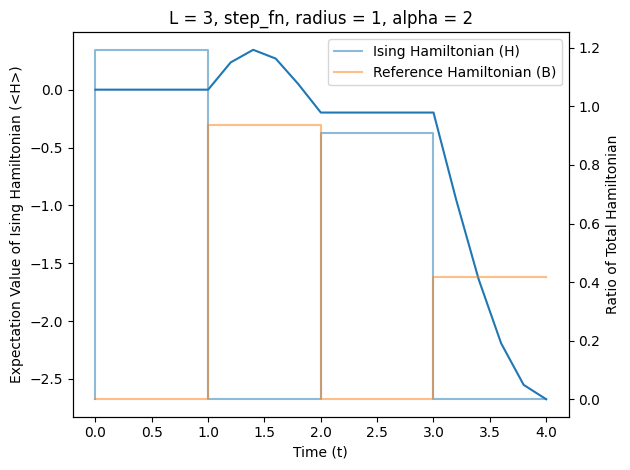 L = 3, step_fn, radius = 1, alpha = 2
Ising Hamiltonian (H)
Reference Hamiltonian (B)
Expectation Value of Ising Hamiltonian (<H>)
0.0
−0.5
−1.0
−1.5
−2.0
−2.5
1.2
1.0
0.8
0.6
0.4
0.2
0.0
Ratio of Total Hamiltonian
0.0 0.5 1.0 1.5 2.0 2.5 3.0 3.5 4.0
Time (t)